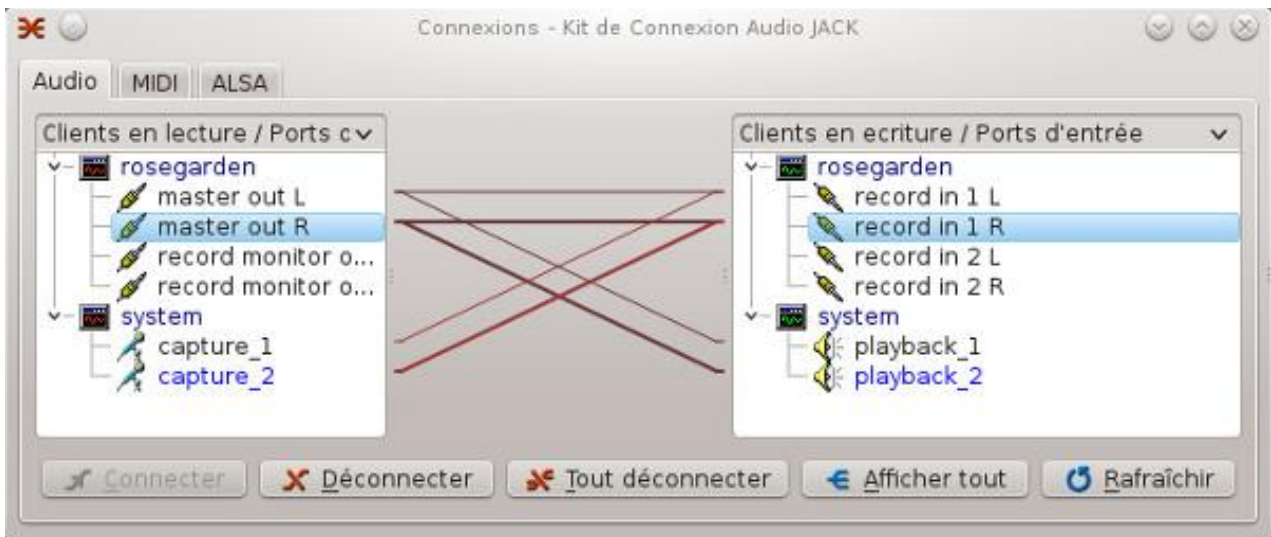 Connexions - Kit de Connexion Audio JACK
Audio MIDI ALSA
Clients en lecture / Ports
rosegarden
master out L
master out R
record monitor o...
record monitor o...
system
capture_1
capture_2
Clients en ecriture / Ports d'entrée
rosegarden
record in 1 L
record in 1 R
record in 2 L
record in 2 R
system
playback_1
playback_2
Connecter Déconnecter Tout déconnecter Afficher tout Rafraîchir